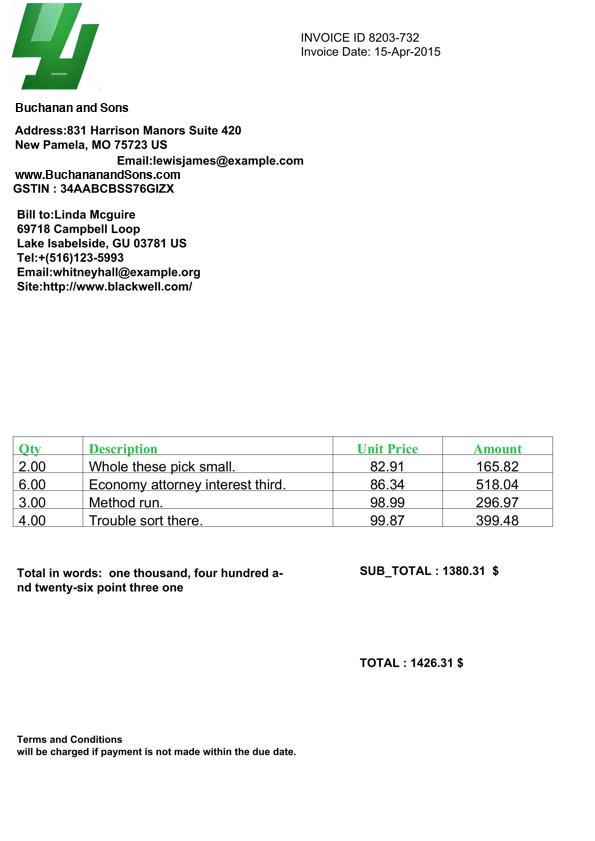 INVOICE ID 8203-732
Invoice Date: 15-Apr-2015
Buchanan and Sons
Address:831 Harrison Manors Suite 420
New Pamela, MO 75723 US
Email:lewisjames@example.com
www.BuchananandSons.com
GSTIN : 34AABCBSS76GIZX
Bill to:Linda Mcguire
69718 Campbell Loop
Lake Isabelside, GU 03781 US
Tel:+(516)123-5993
Email:whitneyhall@example.org
Site:http://www.blackwell.com/
Qty Description Unit Price Amount
2.00 Whole these pick small. 82.91 165.82
6.00 Economy attorney interest third. 86.34 518.04
3.00 Method run. 98.99 296.97
4.00 Trouble sort there. 99.87 399.48
Total in words:  one thousand, four hundred a-
nd twenty-six point three one
SUB_TOTAL : 1380.31  $
TOTAL : 1426.31 $
Terms and Conditions
will be charged if payment is not made within the due date.